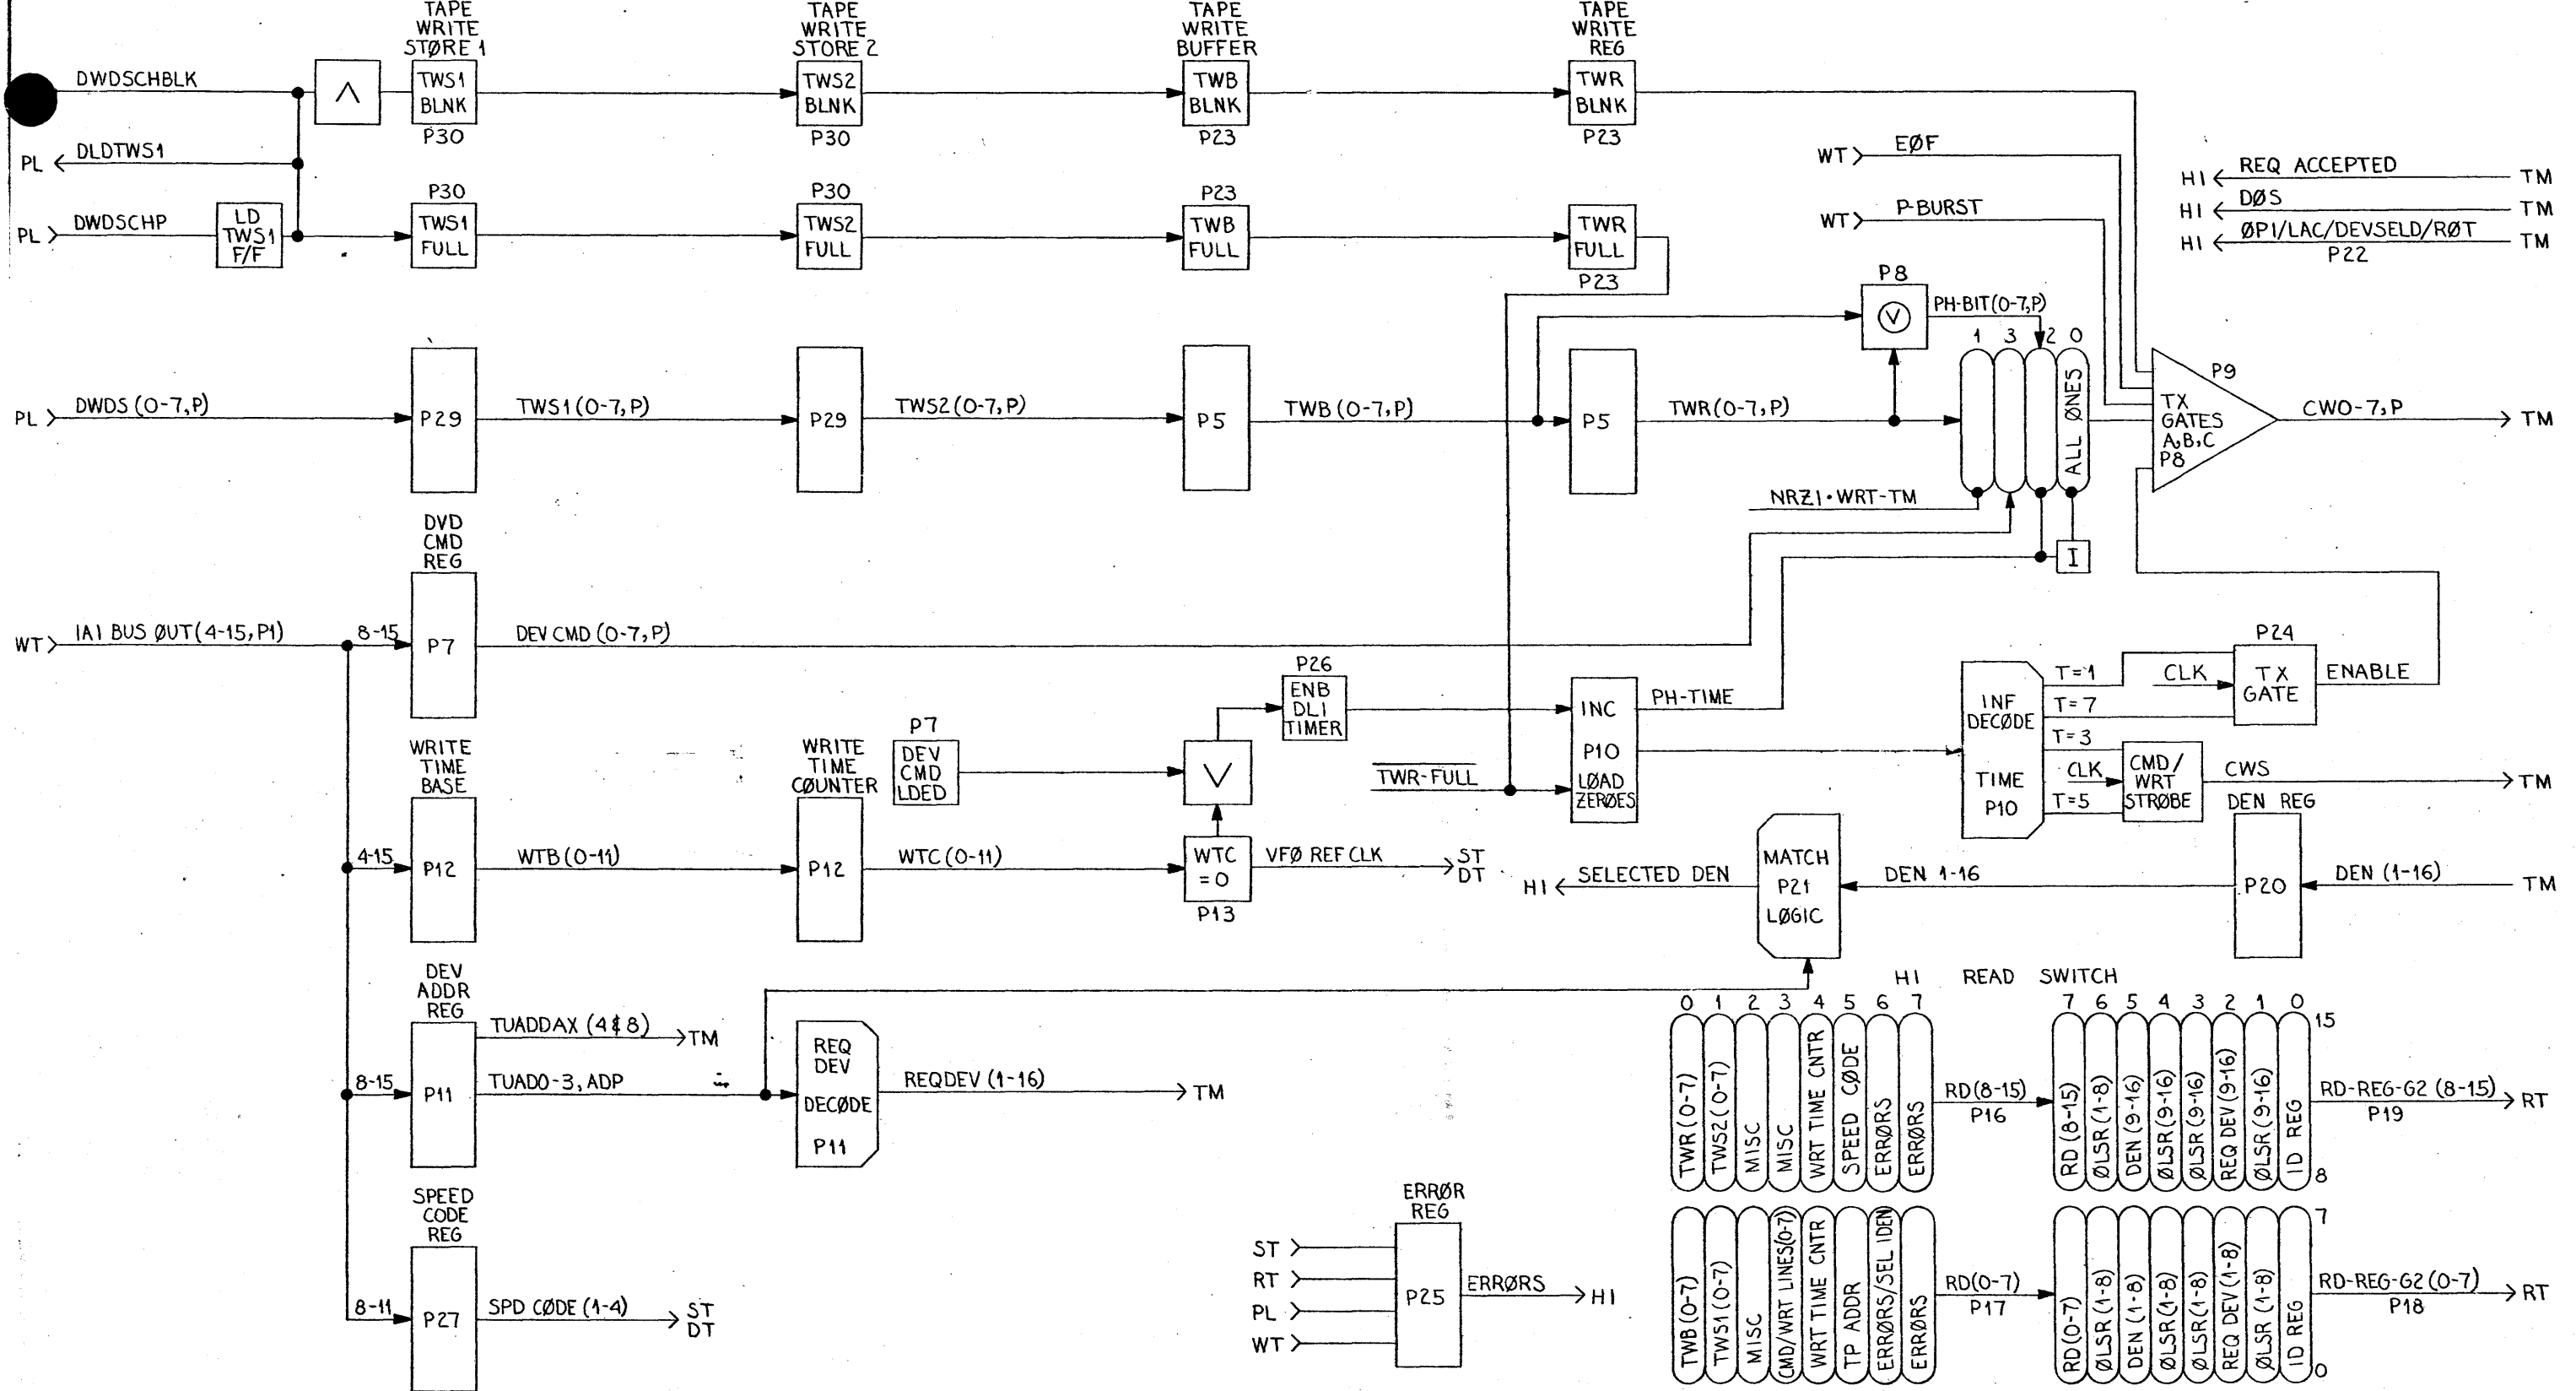 TAPE
WRITE
STØRE 1
TAPE
WRITE
STORE 2
TAPE
WRITE
BUFFER
TAPE
WRITE
REG
DWDSCHBLK
Λ
TWS1
BLNK
P30
TWS2
BLNK
P30
TWB
BLNK
P23
TWR
BLNK
P23
PL
DLDTWS1
PL
DWDSCHP
LD
TWS1
F/F
P30
TWS1
FULL
P30
TWS2
FULL
P23
TWB
FULL
TWR
FULL
P23
WT
EØF
WT
P-BURST
HI
REQ ACCEPTED
TM
HI
DØS
TM
HI
ØPI/LAC/DEVSELD/RØT
TM
P22
P8
V
PH-BIT(0-7,P)
1 3 2 0
ALL ØNES
PL
DWDS (0-7,P)
P29
TWS1(0-7,P)
P29
TWS2(0-7,P)
P5
TWB (0-7,P)
P5
TWR(0-7,P)
P9
TX
GATES
A,B,C
P8
CW0-7,P
TM
NRZ1·WRT-TM
I
DVD
CMD
REG
WT
IAI BUS ØUT(4-15,P1)
8-15
P7
DEV CMD (0-7,P)
P26
ENB
DLI
TIMER
INC
P10
LØAD
ZERØES
PH-TIME
TWR-FULL
INF
DECØDE
TIME
P10
T=1
T=7
T=3
T=5
CLK
P24
TX
GATE
ENABLE
CLK
CMD/
WRT
STRØBE
CWS
TM
WRITE
TIME
BASE
WRITE
TIME
CØUNTER
P7
DEV
CMD
LDED
V
4-15
P12
WTB (0-11)
P12
WTC (0-11)
WTC
=0
P13
VFØ REF CLK
ST
DT
HI
SELECTED DEN
MATCH
P21
LØGIC
DEN 1-16
DEN REG
P20
DEN (1-16)
TM
DEV
ADDR
REG
8-15
P11
TUADDAX (4&8)
TM
TUAD0-3, ADP
REQ
DEV
DECØDE
P11
REQDEV (1-16)
TM
SPEED
CODE
REG
8-11
P27
SPD CØDE (1-4)
ST
DT
ERRØR
REG
ST
RT
PL
WT
P25
ERRØRS
HI
HI READ SWITCH
0 1 2 3 4 5 6 7
TWR (0-7)
TWS2 (0-7)
MISC
MISC
WRT TIME CNTR
SPEED CØDE
ERRØRS
ERRØRS
RD(8-15)
P16
7 6 5 4 3 2 1 0
15
RD (8-15)
ØLSR (1-8)
DEN (9-16)
ØLSR (9-16)
ØLSR (9-16)
REQ DEV (9-16)
ØLSR (9-16)
ID REG
8
RD-REG-G2 (8-15)
P19
RT
TWB (0-7)
TWS1 (0-7)
MISC
CMD/WRT LINES(0-7)
WRT TIME CNTR
TP ADDR
ERRØRS/SEL IDEN
ERRØRS
RD(0-7)
P17
7
RD(0-7)
ØLSR (1-8)
DEN (1-8)
ØLSR (1-8)
ØLSR (1-8)
REQ DEV (1-8)
ØLSR (1-8)
ID REG
0
RD-REG-G2 (0-7)
P18
RT